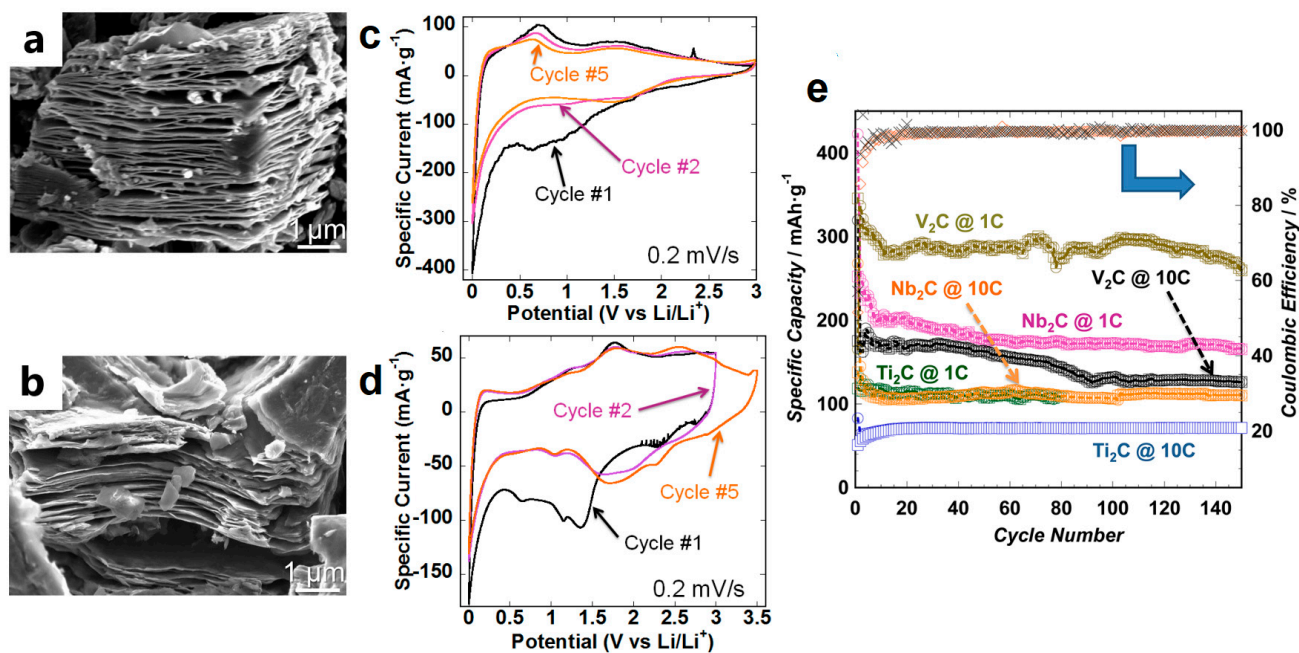 a
1 µm
b
1 µm
c
100
0
-100
-200
-300
-400
Specific Current (mA·g⁻¹)
Cycle #5
Cycle #2
Cycle #1
0.2 mV/s
0 0.5 1 1.5 2 2.5 3
Potential (V vs Li/Li⁺)
d
50
0
-50
-100
-150
Specific Current (mA·g⁻¹)
Cycle #2
Cycle #5
Cycle #1
0.2 mV/s
0 0.5 1 1.5 2 2.5 3 3.5
Potential (V vs Li/Li⁺)
e
400
300
200
100
0
Specific Capacity / mAh·g⁻¹
100
80
60
40
20
Coulombic Efficiency / %
V₂C @ 1C
V₂C @ 10C
Nb₂C @ 10C
Nb₂C @ 1C
Ti₂C @ 1C
Ti₂C @ 10C
0 20 40 60 80 100 120 140
Cycle Number